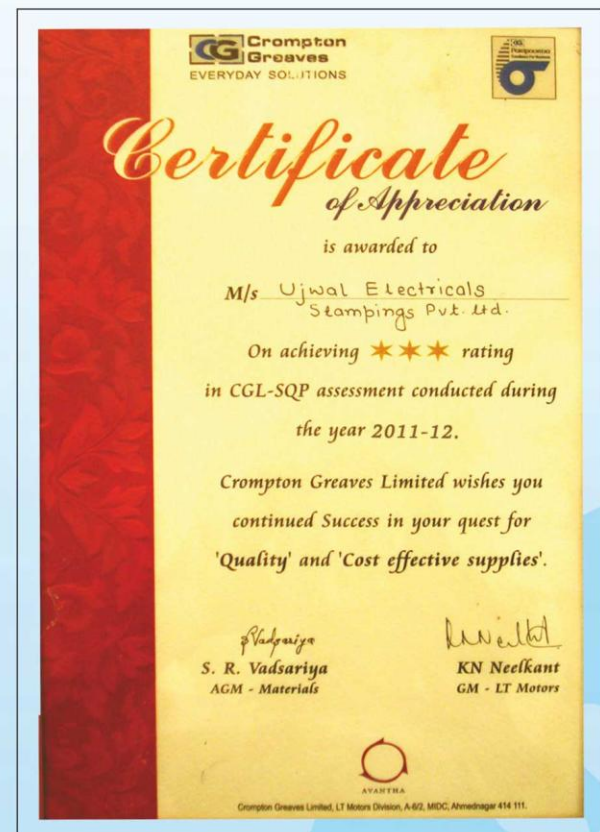 CG Crompton
Greaves
EVERYDAY SOLUTIONS
Certificate
of Appreciation
is awarded to
M/s Ujwal Electricals
Stampings Pvt. Ltd.
On achieving ★★★ rating
in CGL-SQP assessment conducted during
the year 2011-12.
Crompton Greaves Limited wishes you
continued Success in your quest for
'Quality' and 'Cost effective supplies'.
S. R. Vadsariya
AGM - Materials
KN Neelkant
GM - LT Motors
AVANTHA
Crompton Greaves Limited, LT Motors Division, A-6/2, MIDC, Ahmednagar 414 111.